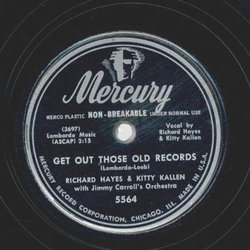 Mercury
MERCO PLASTIC NON-BREAKABLE UNDER NORMAL USE
(3697)
Lombardo Music
(ASCAP) 2:15
Vocal by
Richard Hayes
& Kitty Kallen
GET OUT THOSE OLD RECORDS
(Lombardo-Loeb)
RICHARD HAYES & KITTY KALLEN
with Jimmy Carroll's Orchestra
5564
MERCURY RECORD CORPORATION, CHICAGO, ILL. MADE IN U.S.A.